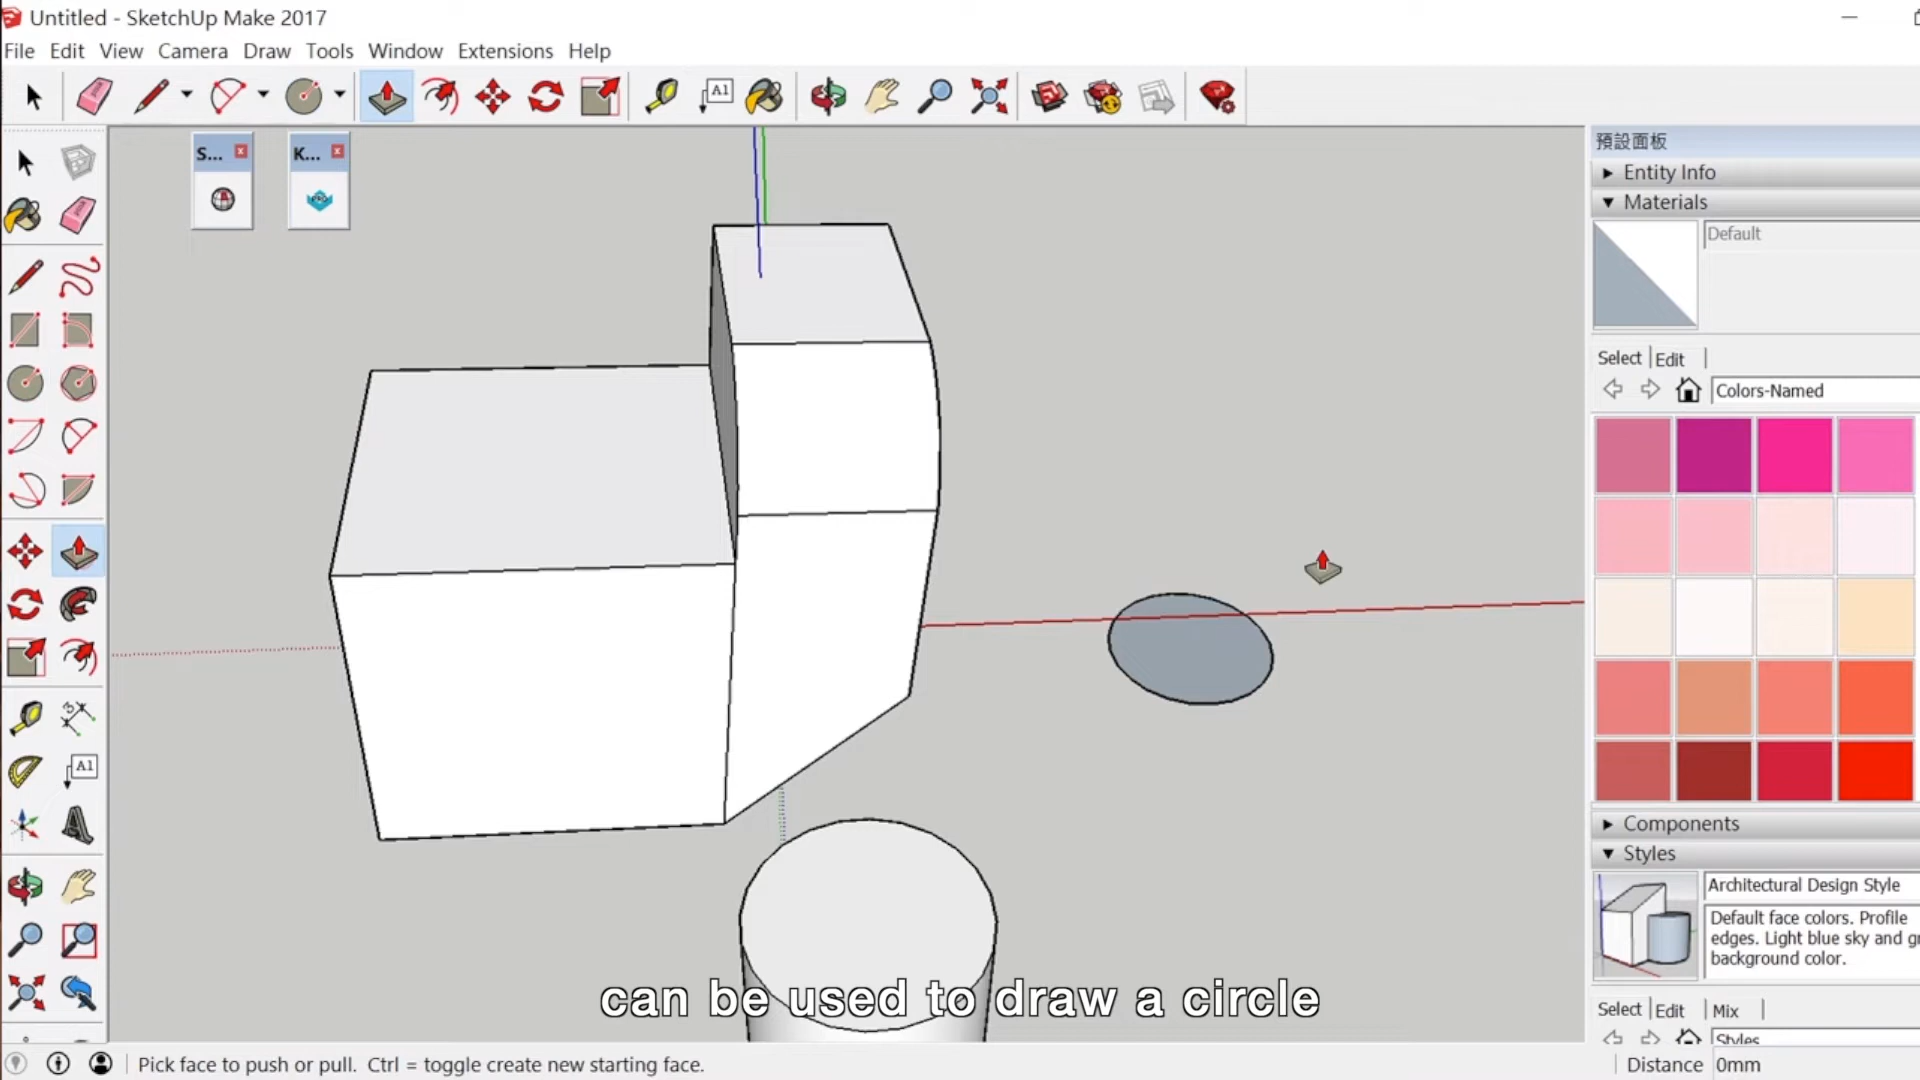 Untitled - SketchUp Make 2017
File Edit View Camera Draw Tools Window Extensions Help
A1
S...
K...
預設面板
Entity Info
Materials
Default
Select Edit
Colors-Named
A1
Components
Styles
Architectural Design Style
Default face colors. Profile
edges. Light blue sky and
background color.
Select Edit Mix
Styles
can be used to draw a circle
Pick face to push or pull. Ctrl = toggle create new starting face.
Distance 0mm